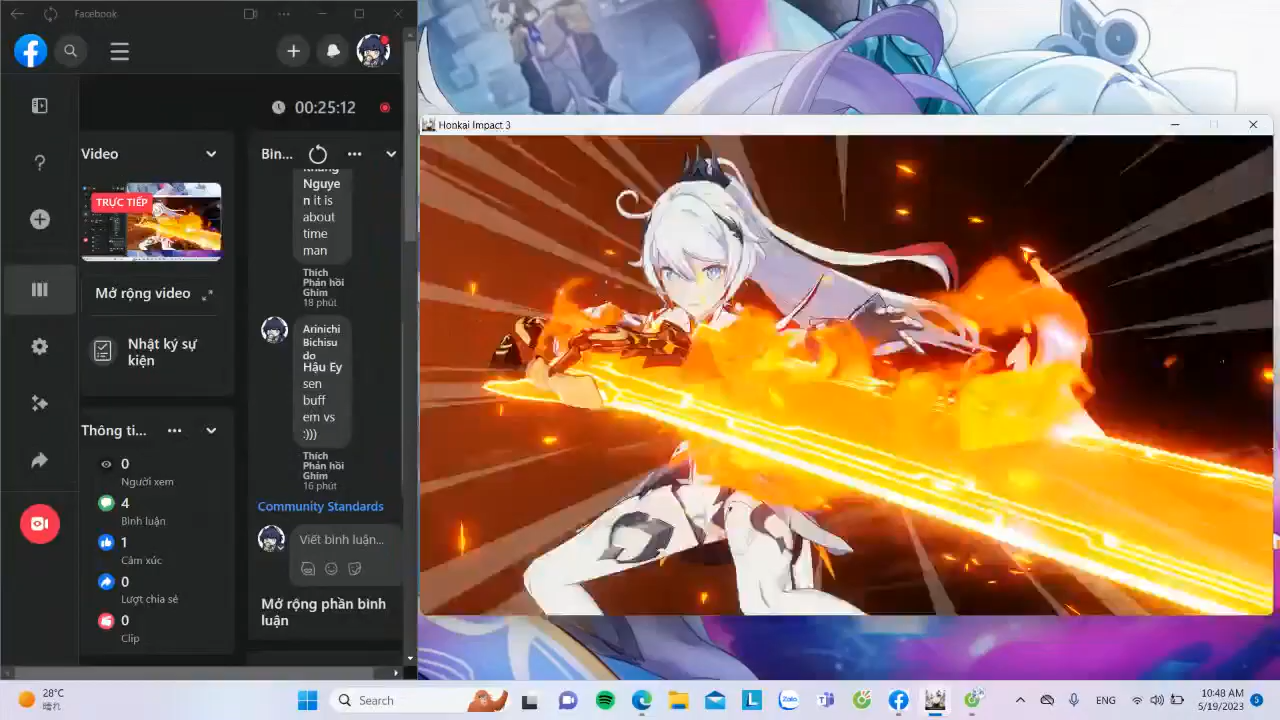 Facebook
00:25:12
Video
TRỰC TIẾP
Mở rộng video
Nhật ký sự
kiện
Thông ti...
0
Người xem
4
Bình luận
1
Cảm xúc
0
Lượt chia sẻ
0
Clip
Bìn...
Nguye
n it is
about
time
man
Thích
Phản hồi
Ghim
18 phút
Arinichi
Bichisu
do
Hậu Ey
sen
buff
em vs
:)))
Thích
Phản hồi
Ghim
16 phút
Community Standards
Viết bình luận...
Mở rộng phần bình
luận
Honkai Impact 3
28°C
晴れ
Search
Zalo
ENG
10:48 AM
5/19/2023
5